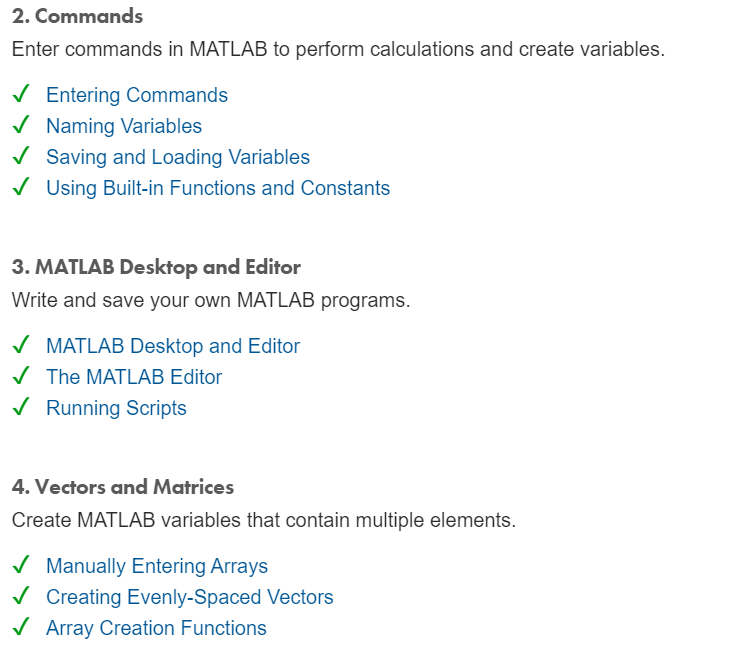 2. Commands
Enter commands in MATLAB to perform calculations and create variables.
✓ Entering Commands
✓ Naming Variables
✓ Saving and Loading Variables
✓ Using Built-in Functions and Constants
3. MATLAB Desktop and Editor
Write and save your own MATLAB programs.
✓ MATLAB Desktop and Editor
✓ The MATLAB Editor
✓ Running Scripts
4. Vectors and Matrices
Create MATLAB variables that contain multiple elements.
✓ Manually Entering Arrays
✓ Creating Evenly-Spaced Vectors
✓ Array Creation Functions